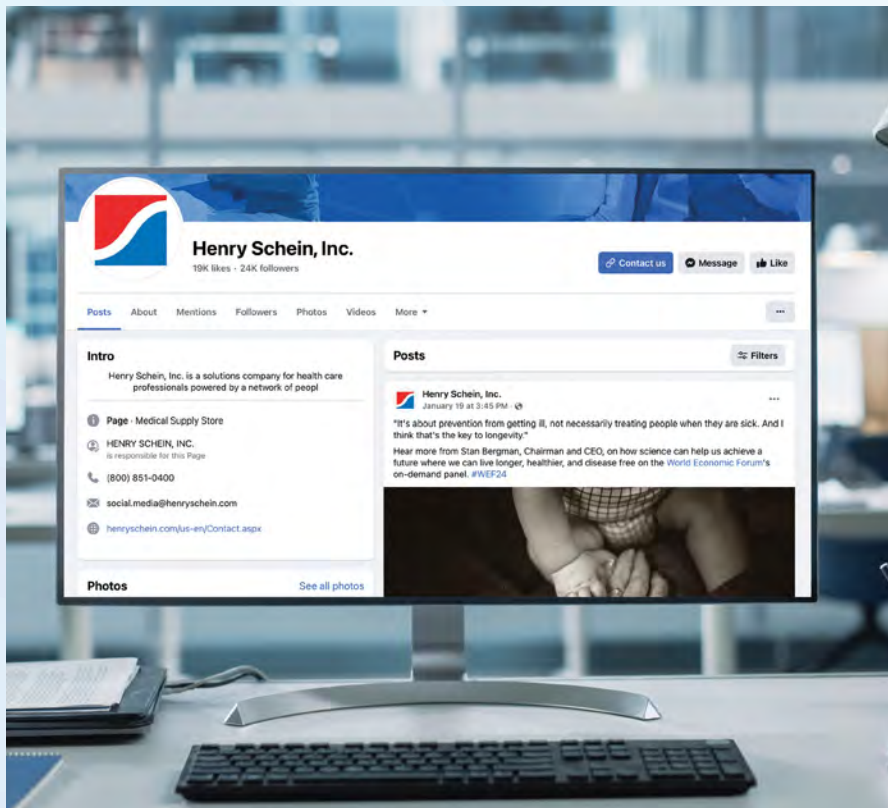 Henry Schein, Inc.
19K likes · 24K followers
Contact us
Message
Like
Posts
About
Mentions
Followers
Photos
Videos
More
Intro
Henry Schein, Inc. is a solutions company for health care
professionals powered by a network of peopl
Page · Medical Supply Store
HENRY SCHEIN, INC.
is responsible for this Page
(800) 851-0400
social.media@henryschein.com
henryschein.com/us-en/Contact.aspx
Photos
See all photos
Posts
Filters
Henry Schein, Inc.
January 19 at 3:45 PM ·
"It's about prevention from getting ill, not necessarily treating people when they are sick. And I
think that's the key to longevity."
Hear more from Stan Bergman, Chairman and CEO, on how science can help us achieve a
future where we can live longer, healthier, and disease free on the World Economic Forum's
on-demand panel. #WEF24